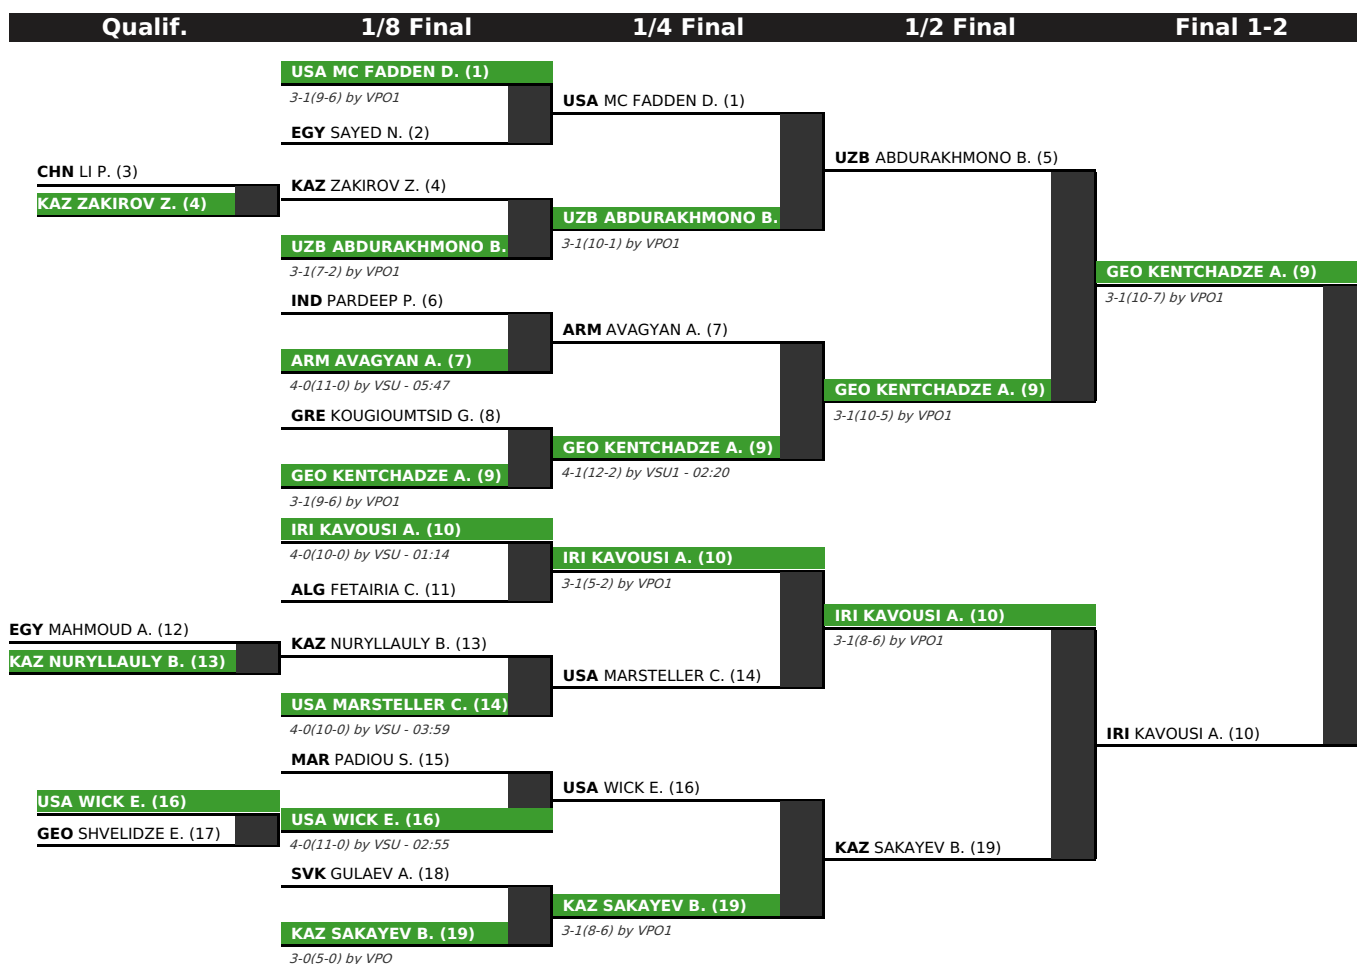 Qualif.
1/8 Final
1/4 Final
1/2 Final
Final 1-2
CHN LI P. (3)
KAZ ZAKIROV Z. (4)
EGY MAHMOUD A. (12)
KAZ NURYLLAULY B. (13)
USA WICK E. (16)
GEO SHVELIDZE E. (17)
USA MC FADDEN D. (1)
3-1(9-6) by VPO1
EGY SAYED N. (2)
KAZ ZAKIROV Z. (4)
UZB ABDURAKHMONO B.
3-1(7-2) by VPO1
IND PARDEEP P. (6)
ARM AVAGYAN A. (7)
4-0(11-0) by VSU - 05:47
GRE KOUGIOUMTSID G. (8)
GEO KENTCHADZE A. (9)
3-1(9-6) by VPO1
IRI KAVOUSI A. (10)
4-0(10-0) by VSU - 01:14
ALG FETAIRIA C. (11)
KAZ NURYLLAULY B. (13)
USA MARSTELLER C. (14)
4-0(10-0) by VSU - 03:59
MAR PADIOU S. (15)
USA WICK E. (16)
4-0(11-0) by VSU - 02:55
SVK GULAEV A. (18)
KAZ SAKAYEV B. (19)
3-0(5-0) by VPO
USA MC FADDEN D. (1)
UZB ABDURAKHMONO B.
3-1(10-1) by VPO1
ARM AVAGYAN A. (7)
GEO KENTCHADZE A. (9)
4-1(12-2) by VSU1 - 02:20
IRI KAVOUSI A. (10)
3-1(5-2) by VPO1
USA MARSTELLER C. (14)
USA WICK E. (16)
KAZ SAKAYEV B. (19)
3-1(8-6) by VPO1
UZB ABDURAKHMONO B. (5)
GEO KENTCHADZE A. (9)
3-1(10-5) by VPO1
IRI KAVOUSI A. (10)
3-1(8-6) by VPO1
KAZ SAKAYEV B. (19)
GEO KENTCHADZE A. (9)
3-1(10-7) by VPO1
IRI KAVOUSI A. (10)